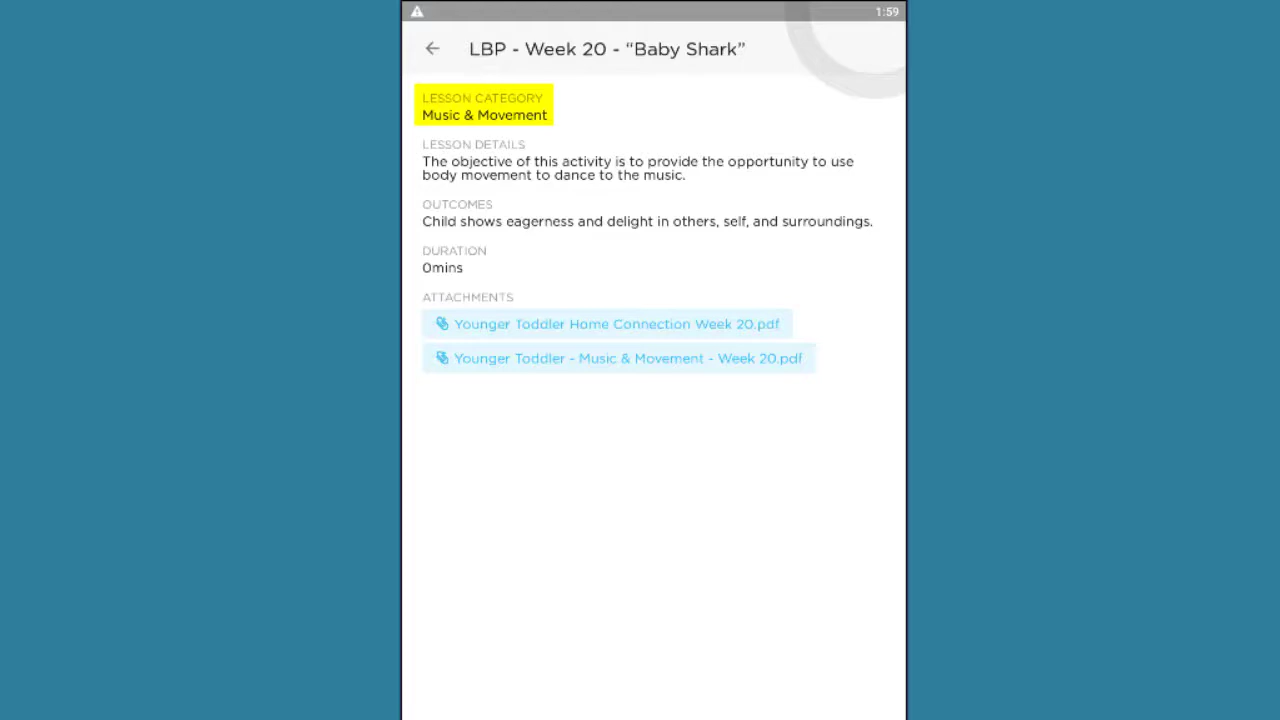 1:59
LBP - Week 20 - “Baby Shark”
LESSON CATEGORY
Music & Movement
LESSON DETAILS
The objective of this activity is to provide the opportunity to use
body movement to dance to the music.
OUTCOMES
Child shows eagerness and delight in others, self, and surroundings.
DURATION
0mins
ATTACHMENTS
Younger Toddler Home Connection Week 20.pdf
Younger Toddler - Music & Movement - Week 20.pdf